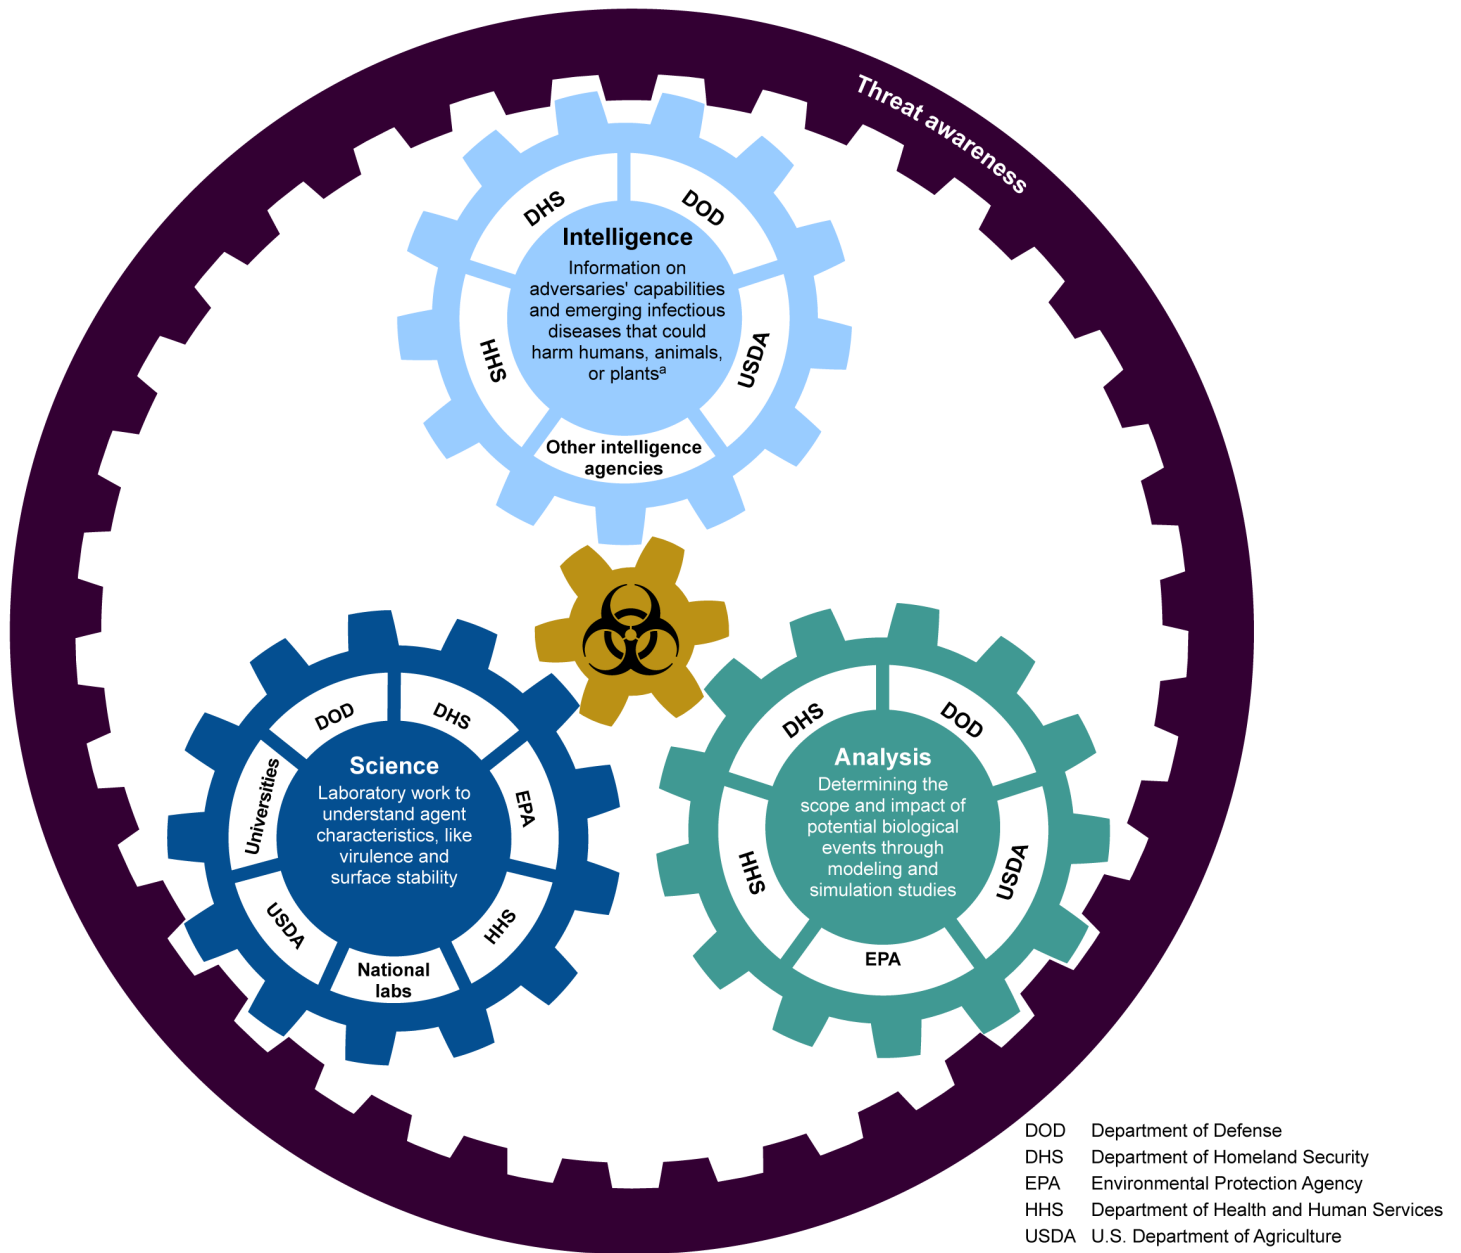 Threat awareness
DHS
DOD
Intelligence
Information on
adversaries' capabilities
and emerging infectious
diseases that could
harm humans, animals,
or plantsª
HHS
USDA
Other intelligence
agencies
DOD
DHS
Science
Laboratory work to
understand agent
characteristics, like
virulence and
surface stability
Universities
EPA
USDA
HHS
National
labs
DHS
DOD
Analysis
Determining the
scope and impact of
potential biological
events through
modeling and
simulation studies
HHS
USDA
EPA
DOD Department of Defense
DHS Department of Homeland Security
EPA Environmental Protection Agency
HHS Department of Health and Human Services
USDA U.S. Department of Agriculture